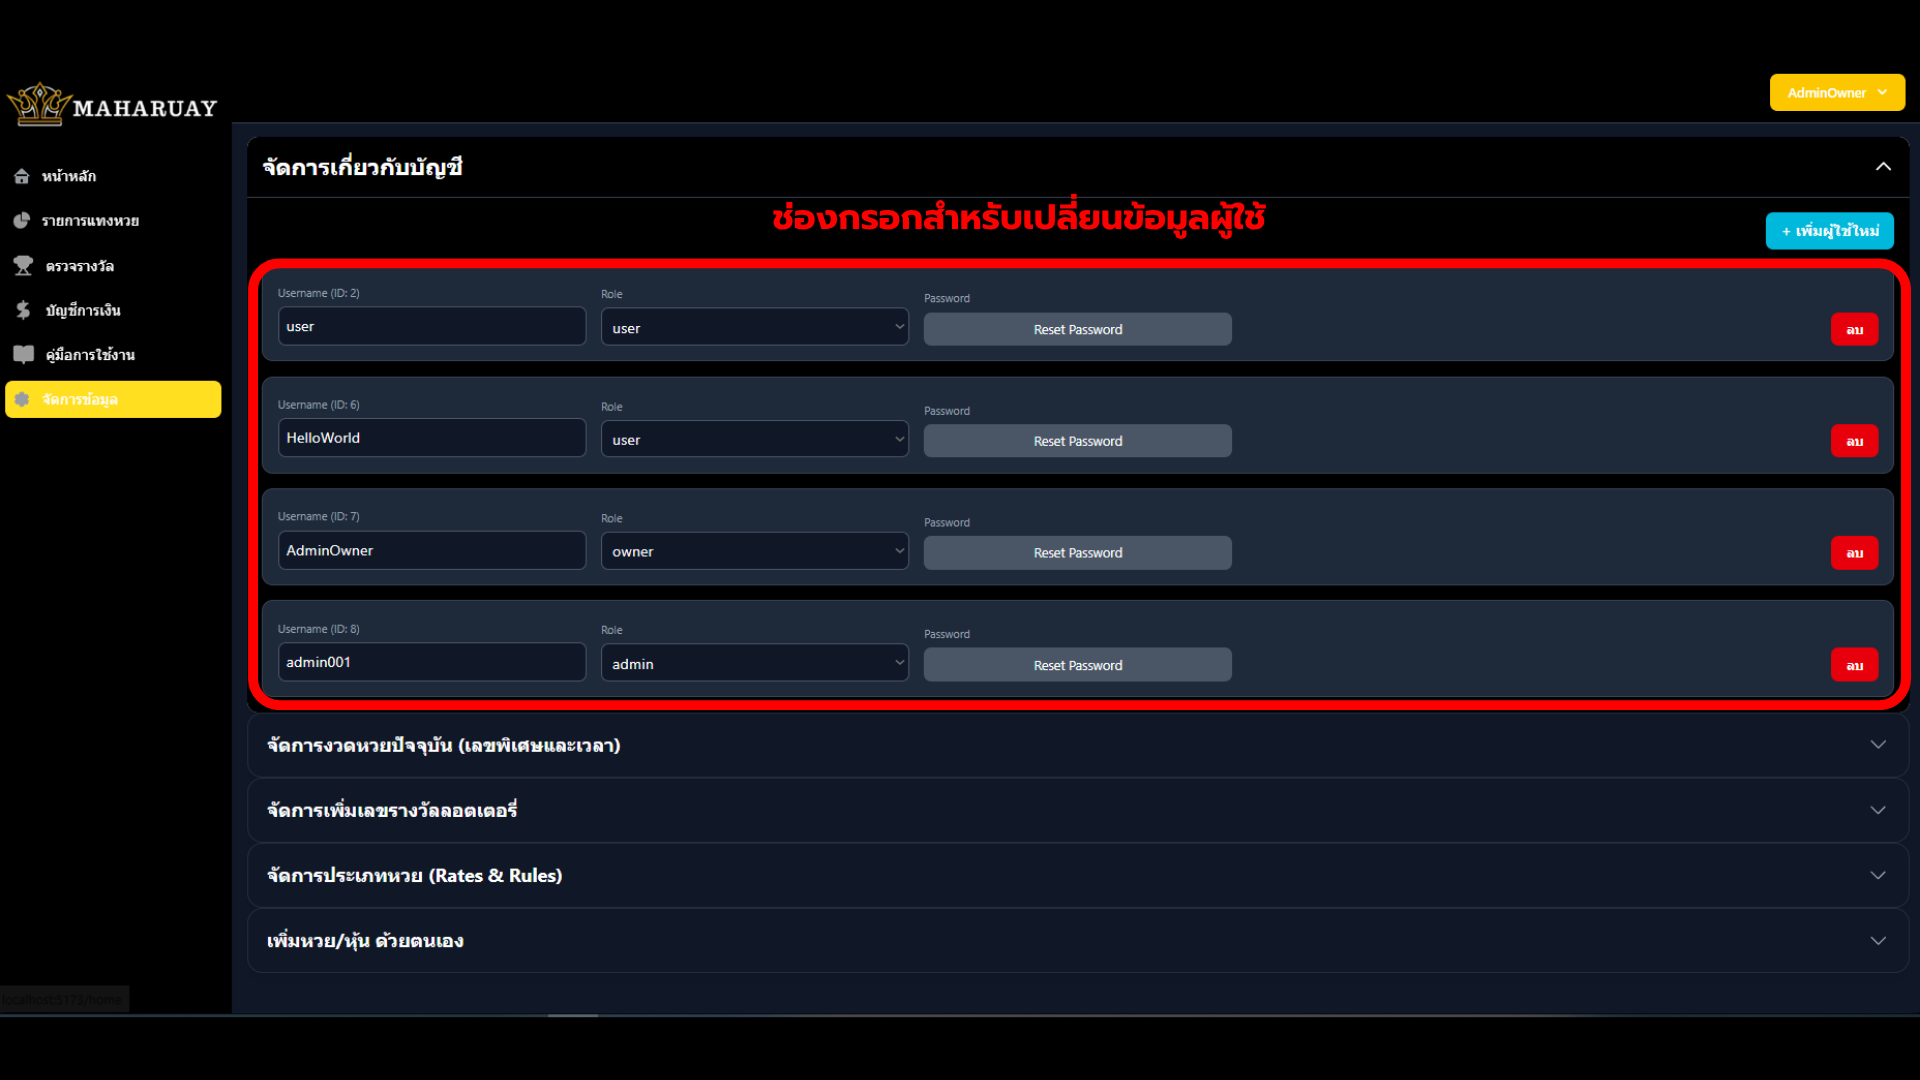 MAHARUAY
AdminOwner
หน้าหลัก
รายการแทงหวย
ตรวจรางวัล
บัญชีการเงิน
คู่มือการใช้งาน
จัดการข้อมูล
จัดการเกี่ยวกับบัญชี
ช่องกรอกสำหรับเปลี่ยนข้อมูลผู้ใช้
+ เพิ่มผู้ใช้ใหม่
Username (ID: 2) Role Password
user user Reset Password ลบ
Username (ID: 6) Role Password
HelloWorld user Reset Password ลบ
Username (ID: 7) Role Password
AdminOwner owner Reset Password ลบ
Username (ID: 8) Role Password
admin001 admin Reset Password ลบ
จัดการงวดหวยปัจจุบัน (เลขพิเศษและเวลา)
จัดการเพิ่มเลขรางวัลลอตเตอรี่
จัดการประเภทหวย (Rates & Rules)
เพิ่มหวย/หุ้น ด้วยตนเอง
localhost:5173/home